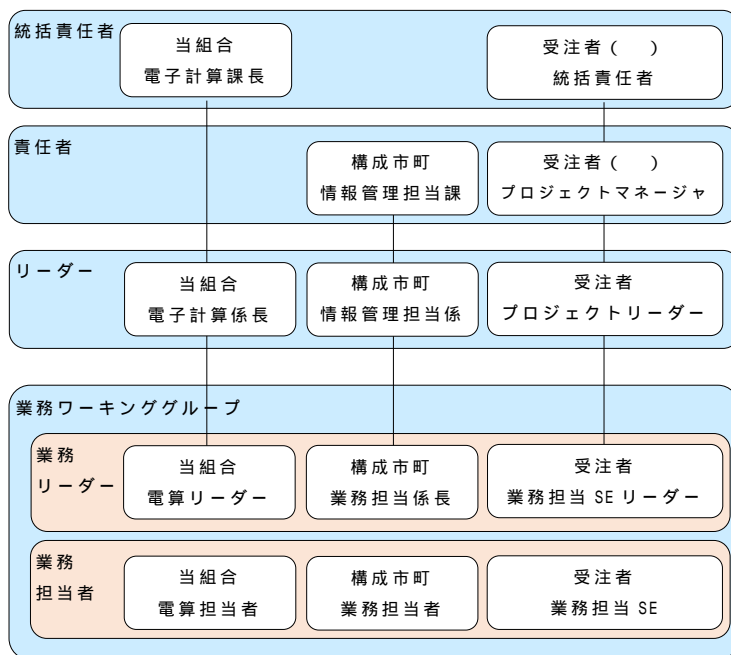 統括責任者
当組合
電子計算課長
受注者(　)
統括責任者
責任者
構成市町
情報管理担当課
受注者(　)
プロジェクトマネージャ
リーダー
当組合
電子計算係長
構成市町
情報管理担当係
受注者
プロジェクトリーダー
業務ワーキンググループ
業務
リーダー
当組合
電算リーダー
構成市町
業務担当係長
受注者
業務担当 SE リーダー
業務
担当者
当組合
電算担当者
構成市町
業務担当者
受注者
業務担当 SE